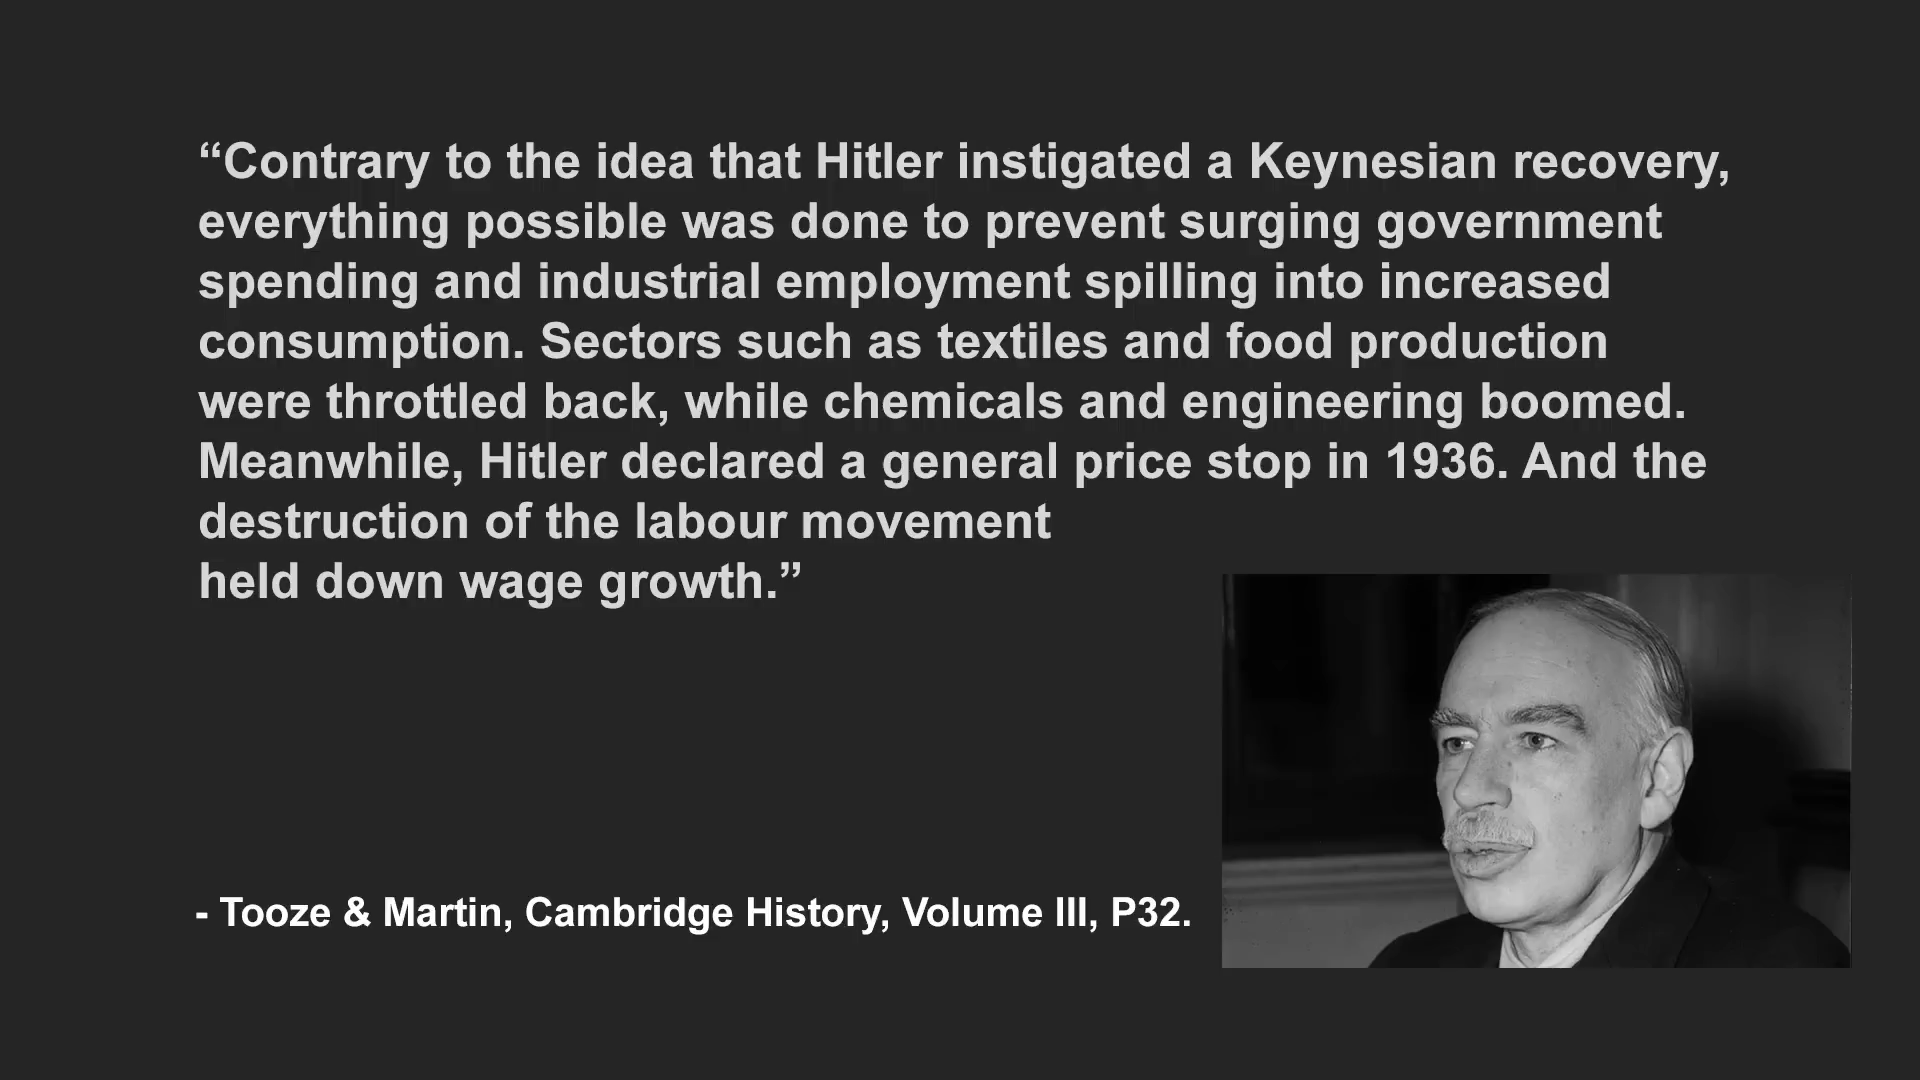 “Contrary to the idea that Hitler instigated a Keynesian recovery,
everything possible was done to prevent surging government
spending and industrial employment spilling into increased
consumption. Sectors such as textiles and food production
were throttled back, while chemicals and engineering boomed.
Meanwhile, Hitler declared a general price stop in 1936. And the
destruction of the labour movement
held down wage growth.”
- Tooze & Martin, Cambridge History, Volume III, P32.